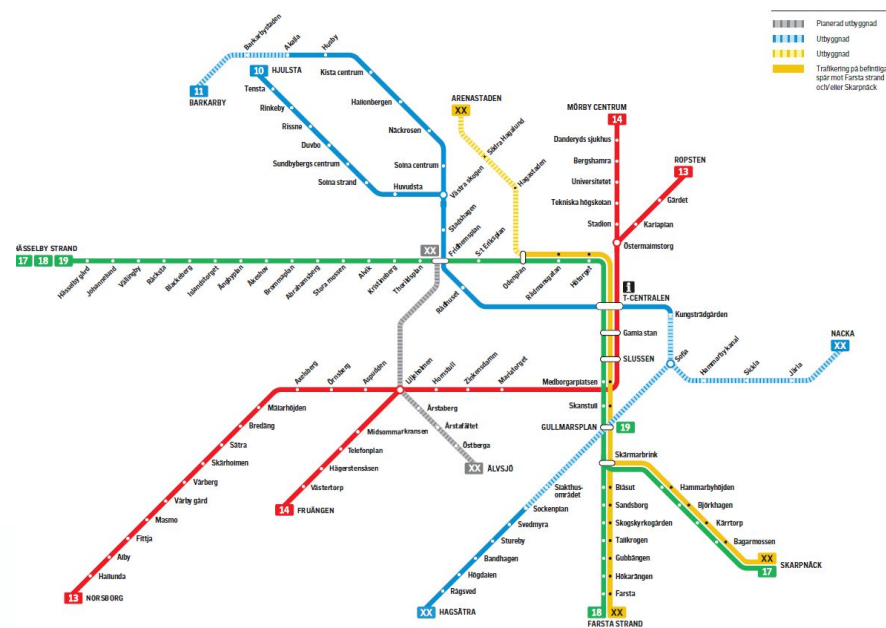 Planerad utbyggnad
Utbyggnad
Utbyggnad
Trafikering på befintliga
spår mot Farsta strand
och/eller Skarpnäck
Barkarbystaden
Akalla
Husby
10 HJULSTA
11
BARKARBY
Kista centrum
Hallonbergen
Näckrosen
Solna centrum
Tensta
Rinkeby
Rissne
Duvbo
Sundbybergs centrum
Solna strand
Huvudsta
Västra skogen
Stadshagen
Fridhemsplan
ARENASTADEN
XX
Södra Hagalund
Hagastaden
MÖRBY CENTRUM
14
Danderyds sjukhus
Bergshamra
Universitetet
Tekniska högskolan
Stadion
ROPSTEN
13
Gärdet
Karlaplan
Östermalmstorg
HÄSSELBY STRAND
17 18 19
Hässelby gård
Johannelund
Vällingby
Råcksta
Blackeberg
Islandstorget
Ängbyplan
Åkeshov
Brommaplan
Abrahamsberg
Stora mossen
Alvik
Kristineberg
Thorildsplan
XX
S:t Eriksplan
Odenplan
Rådmansgatan
Hötorget
Rådhuset
T-CENTRALEN
Kungsträdgården
Gamla stan
SLUSSEN
Sofia
Hammarby kanal
Sickla
Järla
NACKA
XX
Medborgarplatsen
Skanstull
GULLMARSPLAN
19
Skärmarbrink
Axelsberg
Örnsberg
Aspudden
Liljeholmen
Hornstull
Zinkensdamm
Mariatorget
Mälarhöjden
Bredäng
Sätra
Skärholmen
Vårberg
Vårby gård
Masmo
Fittja
Alby
Hallunda
13 NORSBORG
Midsommarkransen
Telefonplan
Hägerstensåsen
Västertorp
14 FRUÄNGEN
Årstaberg
Årstafältet
Östberga
XX ÄLVSJÖ
Slakthus-
området
Sockenplan
Svedmyra
Stureby
Bandhagen
Högdalen
Rågsved
XX HAGSÄTRA
Blåsut
Sandsborg
Skogskyrkogården
Tallkrogen
Gubbängen
Hökarängen
Farsta
18 XX
FARSTA STRAND
Hammarbyhöjden
Björkhagen
Kärrtorp
Bagarmossen
XX
17
SKARPNÄCK